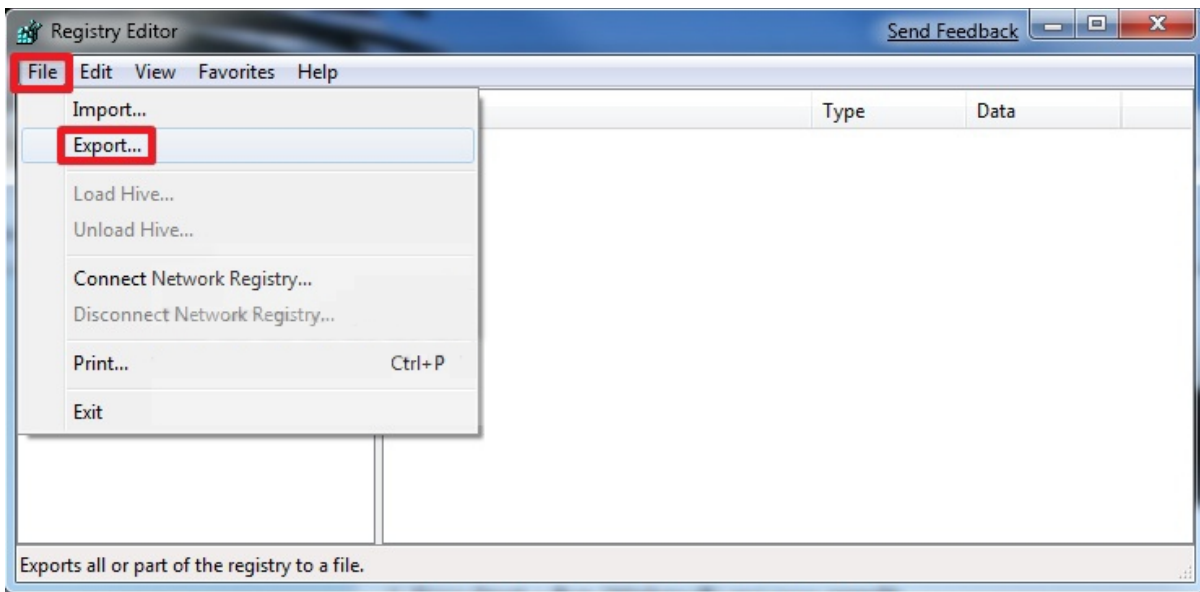 Registry Editor
Send Feedback
File Edit View Favorites Help
Import...
Type Data
Export...
Load Hive...
Unload Hive...
Connect Network Registry...
Disconnect Network Registry...
Print... Ctrl+P
Exit
Exports all or part of the registry to a file.